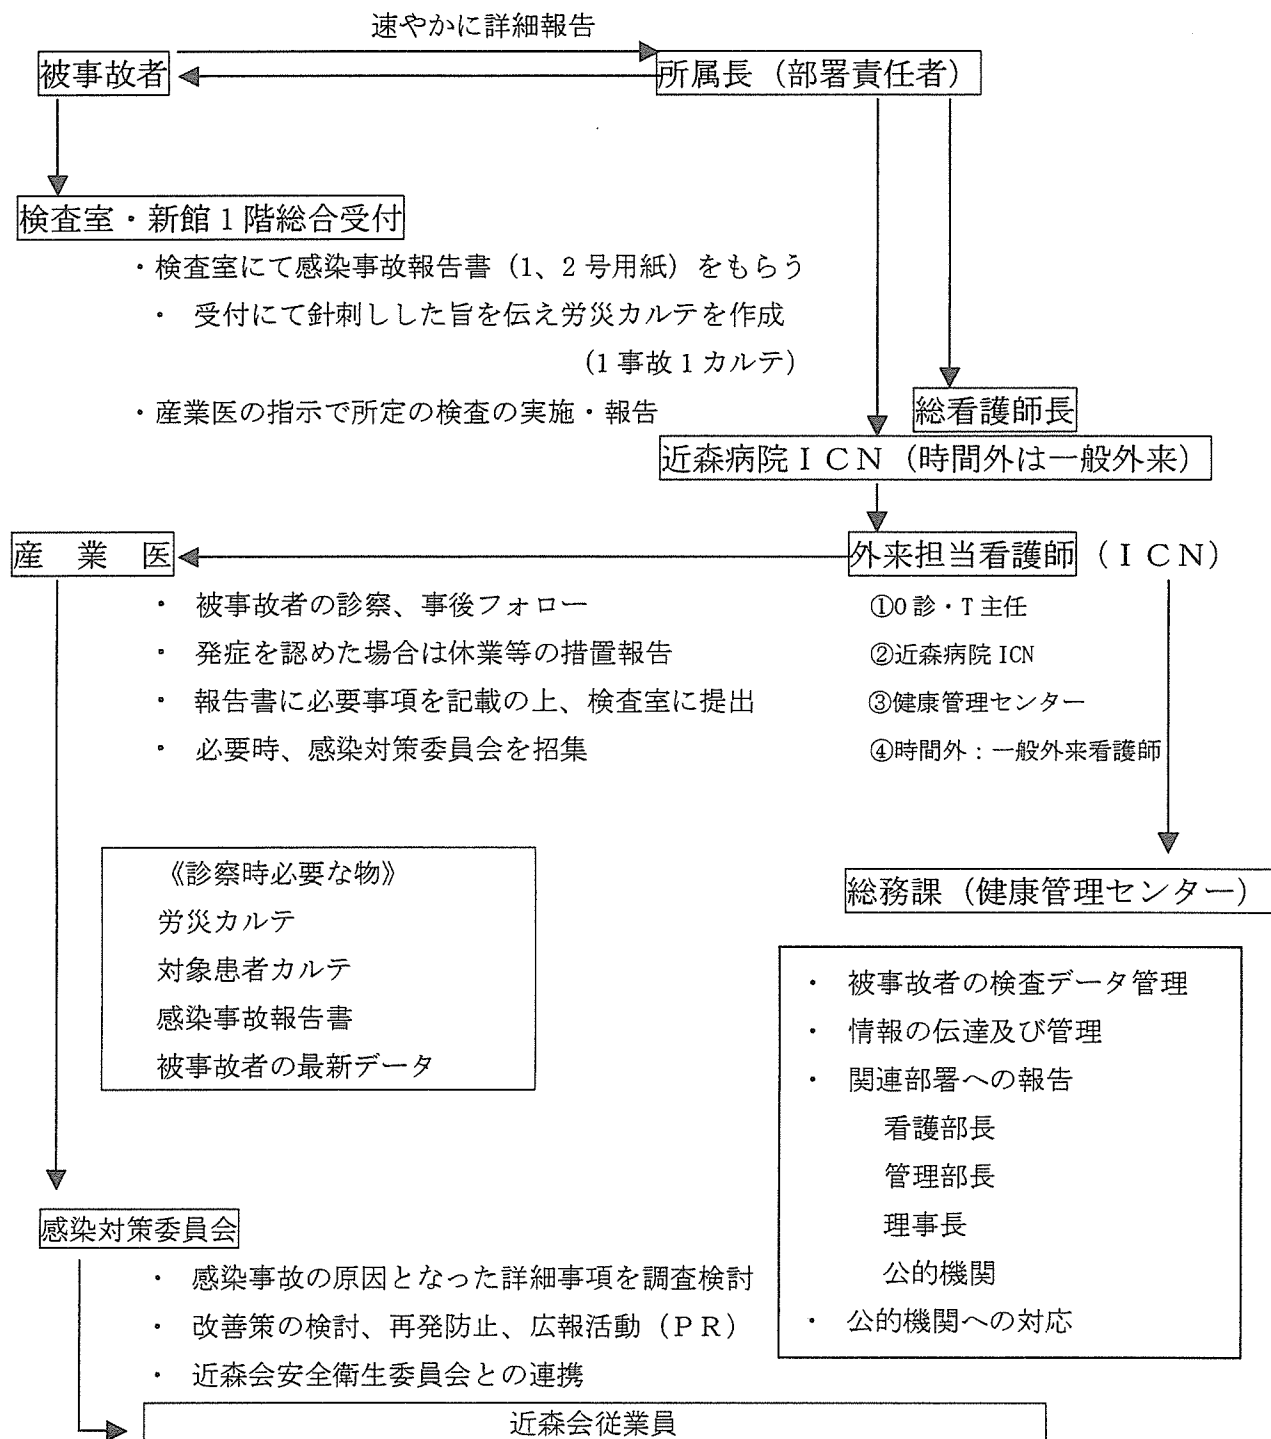 速やかに詳細報告
被事故者
所属長（部署責任者）
検査室・新館1階総合受付
・検査室にて感染事故報告書（1、2号用紙）をもらう
・ 受付にて針刺しした旨を伝え労災カルテを作成
（1事故1カルテ）
・産業医の指示で所定の検査の実施・報告
総看護師長
近森病院ＩＣＮ（時間外は一般外来）
産　業　医
外来担当看護師（ＩＣＮ）
・ 被事故者の診察、事後フォロー
・ 発症を認めた場合は休業等の措置報告
・ 報告書に必要事項を記載の上、検査室に提出
・ 必要時、感染対策委員会を招集
①O診・T主任
②近森病院ICN
③健康管理センター
④時間外：一般外来看護師
《診察時必要な物》
労災カルテ
対象患者カルテ
感染事故報告書
被事故者の最新データ
総務課（健康管理センター）
・ 被事故者の検査データ管理
・ 情報の伝達及び管理
・ 関連部署への報告
看護部長
管理部長
理事長
公的機関
・ 公的機関への対応
感染対策委員会
・ 感染事故の原因となった詳細事項を調査検討
・ 改善策の検討、再発防止、広報活動（ＰＲ）
・ 近森会安全衛生委員会との連携
近森会従業員